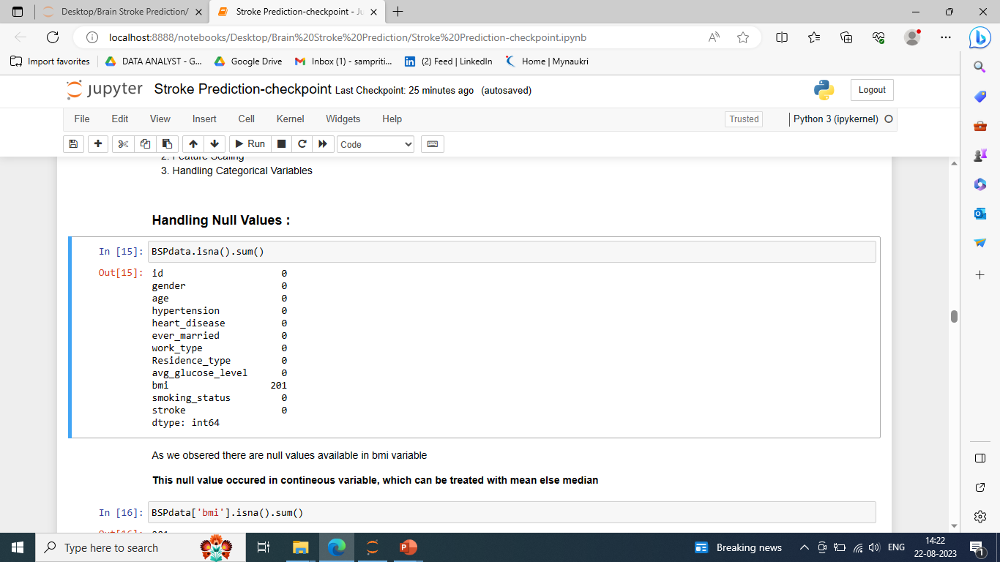 Desktop/Brain Stroke Prediction/
Stroke Prediction-checkpoint - Ju
localhost:8888/notebooks/Desktop/Brain%20Stroke%20Prediction/Stroke%20Prediction-checkpoint.ipynb
Import favorites
DATA ANALYST - G...
Google Drive
Inbox (1) - sampriti...
(2) Feed | LinkedIn
Home | Mynaukri
jupyter Stroke Prediction-checkpoint Last Checkpoint: 25 minutes ago (autosaved)
Logout
File Edit View Insert Cell Kernel Widgets Help
Trusted
Python 3 (ipykernel)
Run
Code
2. Feature Scaling
3. Handling Categorical Variables
Handling Null Values :
In [15]: BSPdata.isna().sum()
Out[15]: id 0
gender 0
age 0
hypertension 0
heart_disease 0
ever_married 0
work_type 0
Residence_type 0
avg_glucose_level 0
bmi 201
smoking_status 0
stroke 0
dtype: int64
As we obsered there are null values available in bmi variable
This null value occured in contineous variable, which can be treated with mean else median
In [16]: BSPdata['bmi'].isna().sum()
Out[16]: 201
Type here to search
Breaking news
ENG
14:22
22-08-2023
1